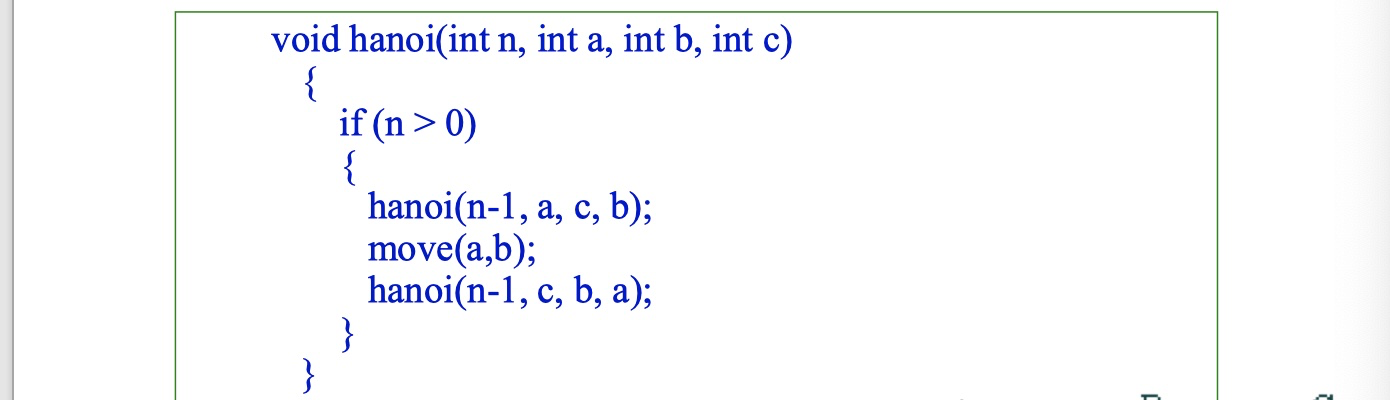 void hanoi(int n, int a, int b, int c)
{
if (n > 0)
{
hanoi(n-1, a, c, b);
move(a,b);
hanoi(n-1, c, b, a);
}
}